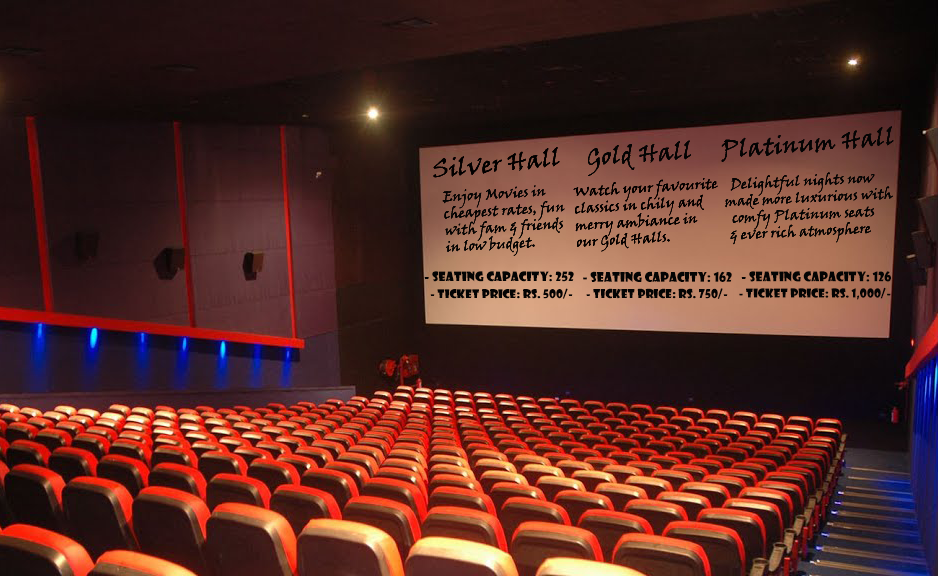 Silver Hall
Enjoy Movies in
cheapest rates, fun
with fam & friends
in low budget.
- SEATING CAPACITY: 252
- TICKET PRICE: RS. 500/-
Gold Hall
Watch your favourite
classics in chily and
merry ambiance in
our Gold Halls.
- SEATING CAPACITY: 162
- TICKET PRICE: RS. 750/-
Platinum Hall
Delightful nights now
made more luxurious with
comfy Platinum seats
& ever rich atmosphere
- SEATING CAPACITY: 126
- TICKET PRICE: RS. 1,000/-